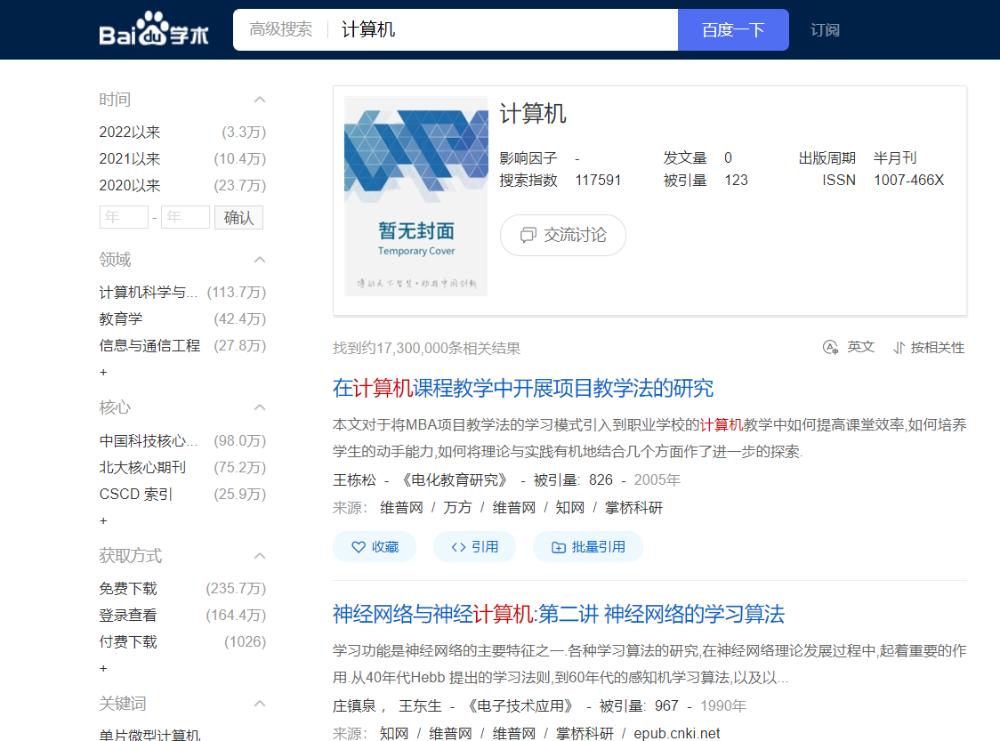 Bai du 学术
高级搜索 计算机 百度一下 订阅
时间
2022以来 (3.3万)
2021以来 (10.4万)
2020以来 (23.7万)
年 - 年 确认
领域
计算机科学与... (113.7万)
教育学 (42.4万)
信息与通信工程 (27.8万)
+
核心
中国科技核心... (98.0万)
北大核心期刊 (75.2万)
CSCD 索引 (25.9万)
+
获取方式
免费下载 (235.7万)
登录查看 (164.4万)
付费下载 (1026)
+
关键词
单片微型计算机
暂无封面
Temporary Cover
计算机
影响因子 - 发文量 0 出版周期 半月刊
搜索指数 117591 被引量 123 ISSN 1007-466X
交流讨论
找到约17,300,000条相关结果 英文 按相关性
在计算机课程教学中开展项目教学法的研究
本文对于将MBA项目教学法的学习模式引入到职业学校的计算机教学中如何提高课堂效率,如何培养
学生的动手能力,如何将理论与实践有机地结合几个方面作了进一步的探索.
王栋松 - 《电化教育研究》 - 被引量: 826 - 2005年
来源: 维普网 / 万方 / 维普网 / 知网 / 掌桥科研
收藏 <> 引用 批量引用
神经网络与神经计算机:第二讲 神经网络的学习算法
学习功能是神经网络的主要特征之一.各种学习算法的研究,在神经网络理论发展过程中,起着重要的作
用.从40年代Hebb 提出的学习法则,到60年代的感知机学习算法,以及以...
庄镇泉， 王东生 - 《电子技术应用》 - 被引量: 967 - 1990年
来源: 知网 / 维普网 / 维普网 / 掌桥科研 / epub.cnki.net